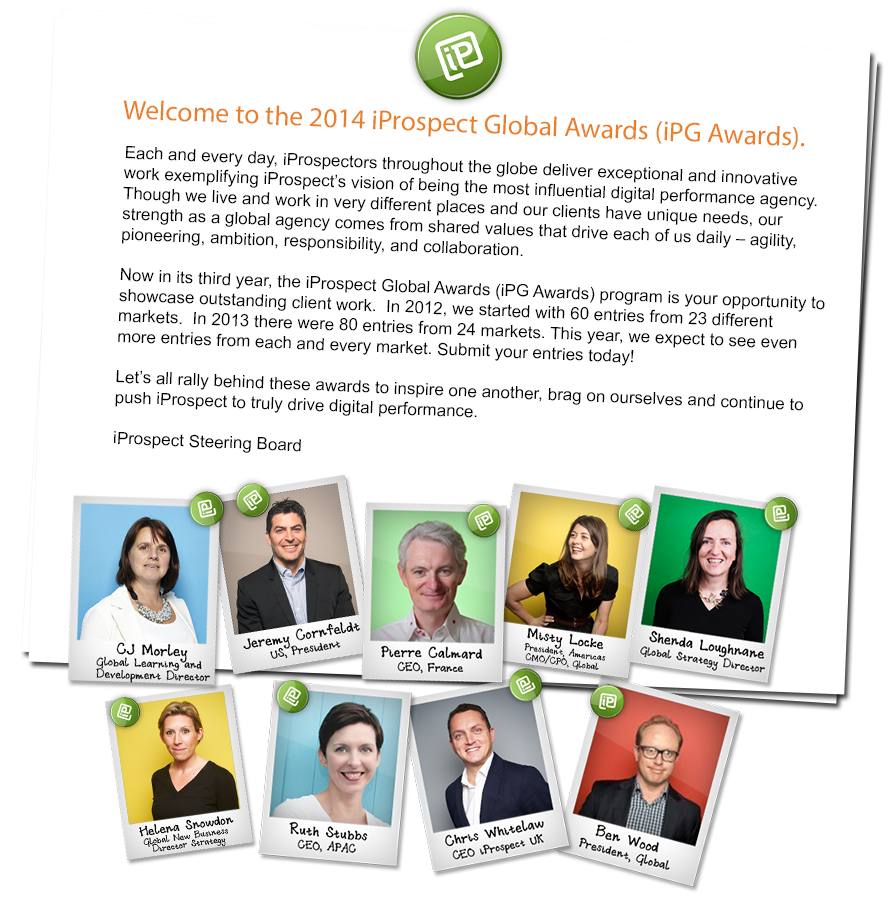 iP
Welcome to the 2014 iProspect Global Awards (iPG Awards).
Each and every day, iProspectors throughout the globe deliver exceptional and innovative
work exemplifying iProspect's vision of being the most influential digital performance agency.
Though we live and work in very different places and our clients have unique needs, our
strength as a global agency comes from shared values that drive each of us daily – agility,
pioneering, ambition, responsibility, and collaboration.
Now in its third year, the iProspect Global Awards (iPG Awards) program is your opportunity to
showcase outstanding client work.  In 2012, we started with 60 entries from 23 different
markets.  In 2013 there were 80 entries from 24 markets. This year, we expect to see even
more entries from each and every market. Submit your entries today!
Let's all rally behind these awards to inspire one another, brag on ourselves and continue to
push iProspect to truly drive digital performance.
iProspect Steering Board
CJ Morley
Global Learning and
Development Director
iP
Jeremy Cornfeldt
US, President
iP
Pierre Calmard
CEO, France
iP
Misty Locke
President, Americas
CMO/CPO, Global
iP
Shenda Loughnane
Global Strategy Director
Helena Snowdon
Global New Business
Director Strategy
Ruth Stubbs
CEO, APAC
Chris Whitelaw
CEO iProspect UK
iP
Ben Wood
President, Global